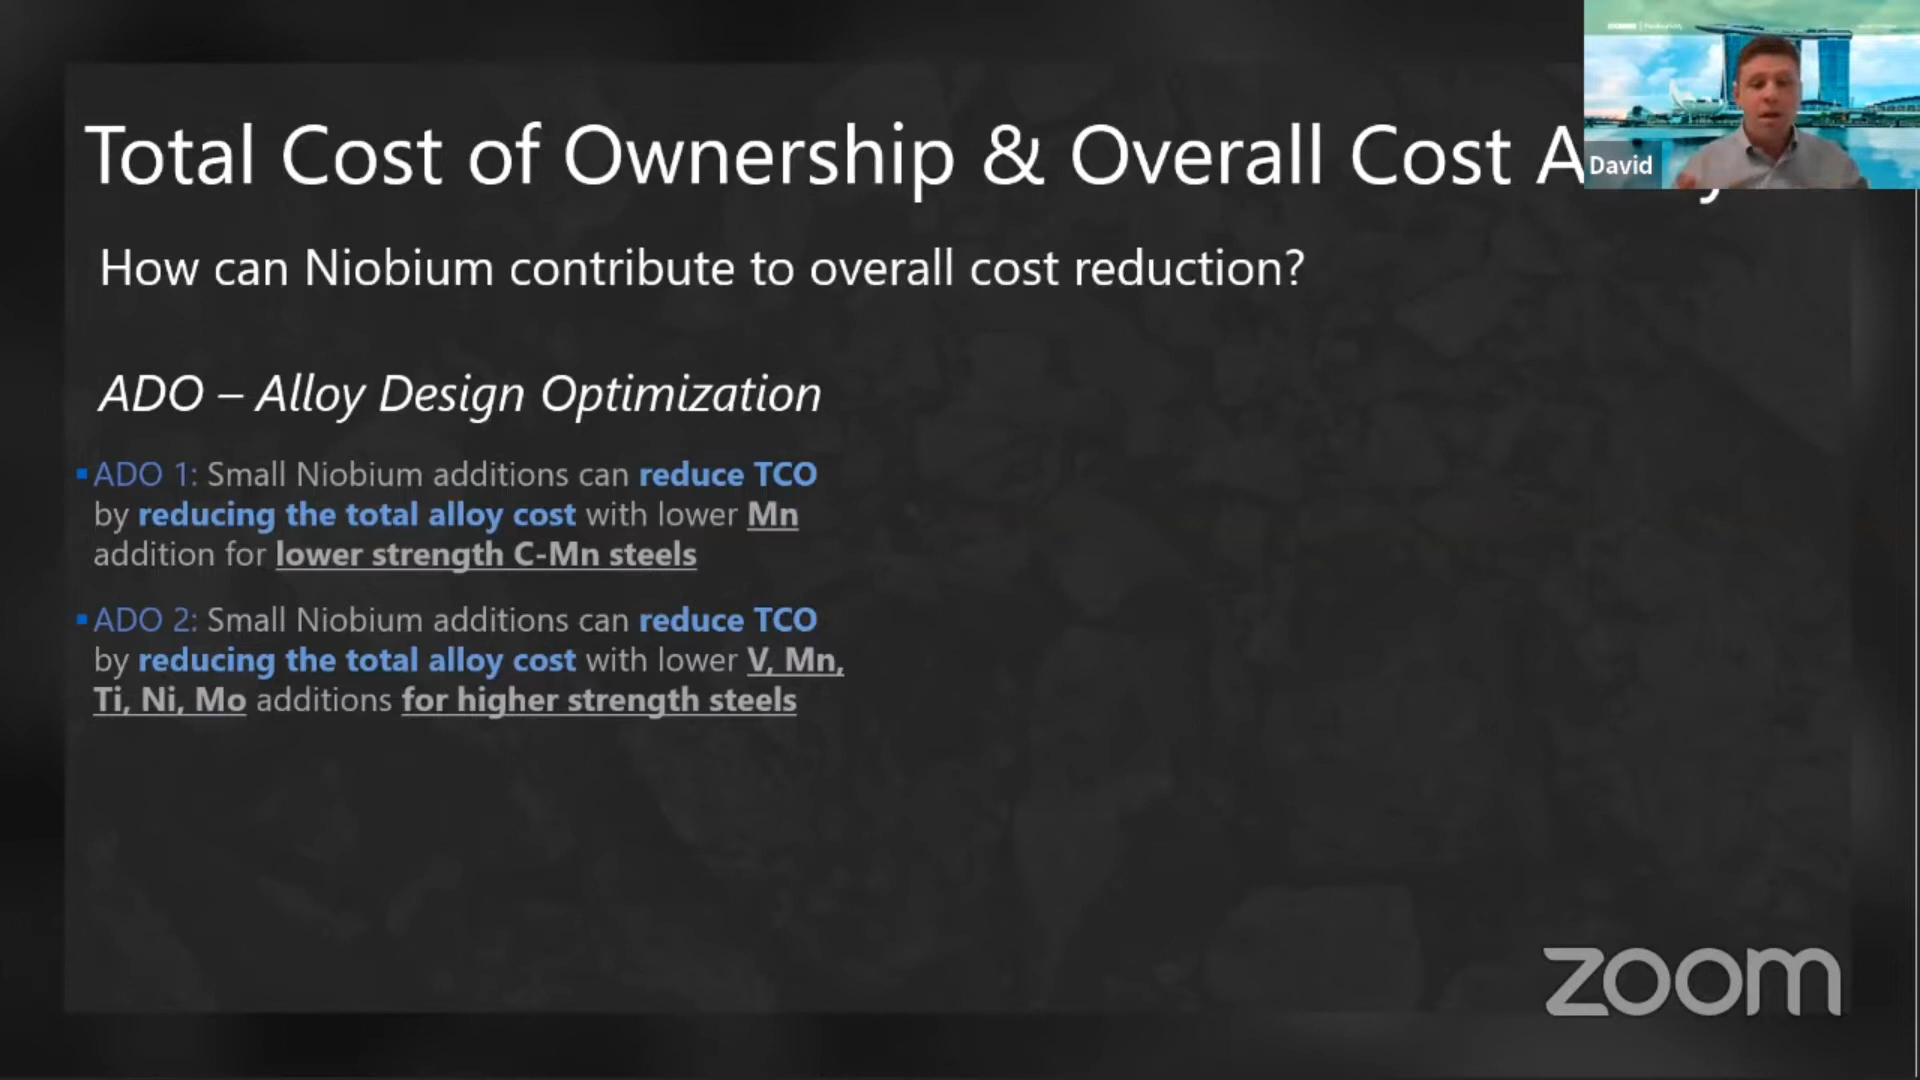 Total Cost of Ownership & Overall Cost A
David
How can Niobium contribute to overall cost reduction?
ADO – Alloy Design Optimization
▪ADO 1: Small Niobium additions can reduce TCO
by reducing the total alloy cost with lower Mn
addition for lower strength C-Mn steels
▪ADO 2: Small Niobium additions can reduce TCO
by reducing the total alloy cost with lower V, Mn,
Ti, Ni, Mo additions for higher strength steels
zoom